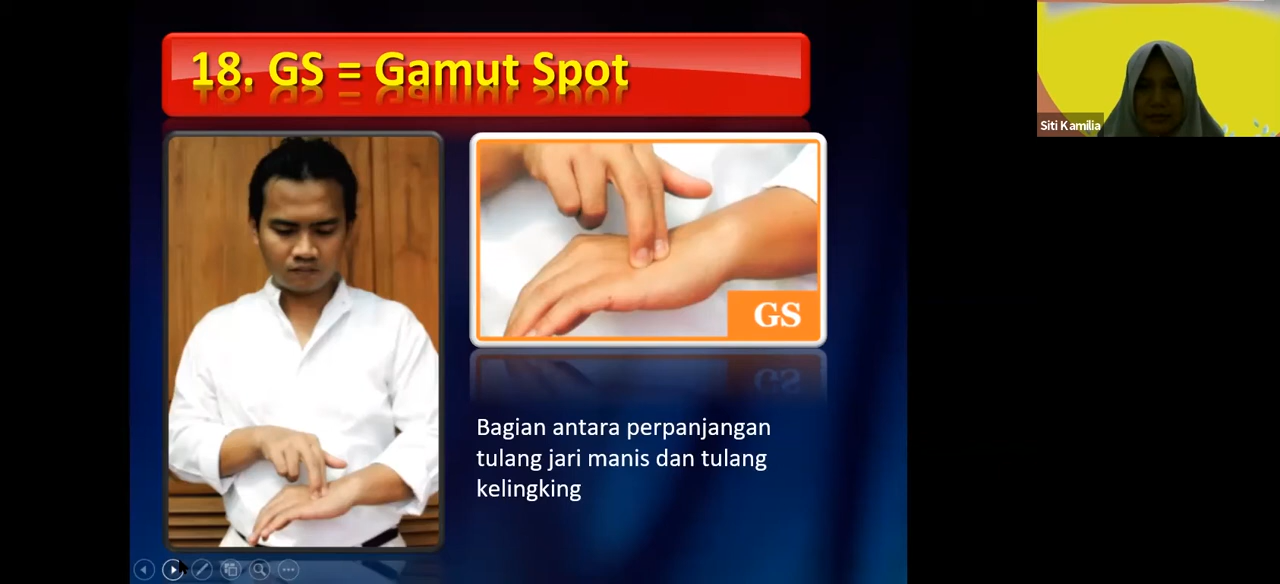 18. GS = Gamut Spot
Siti Kamilia
GS
Bagian antara perpanjangan
tulang jari manis dan tulang
kelingking